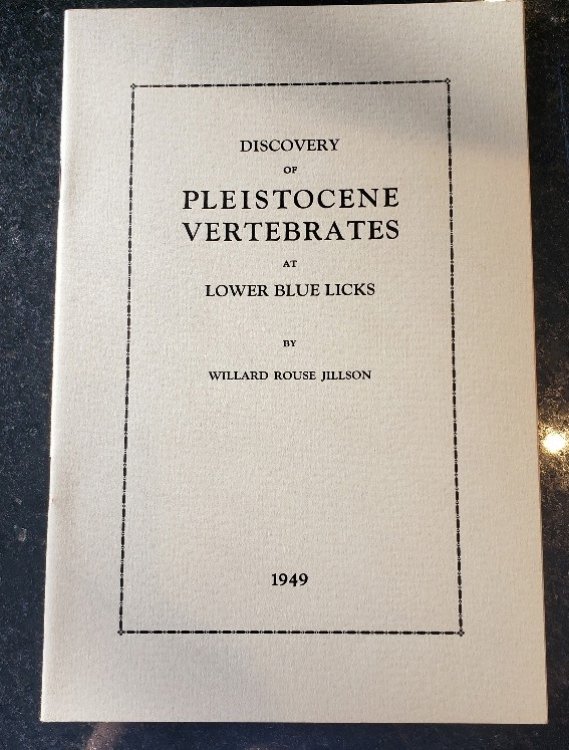 DISCOVERY
OF
PLEISTOCENE
VERTEBRATES
AT
LOWER BLUE LICKS
BY
WILLARD ROUSE JILLSON
1949